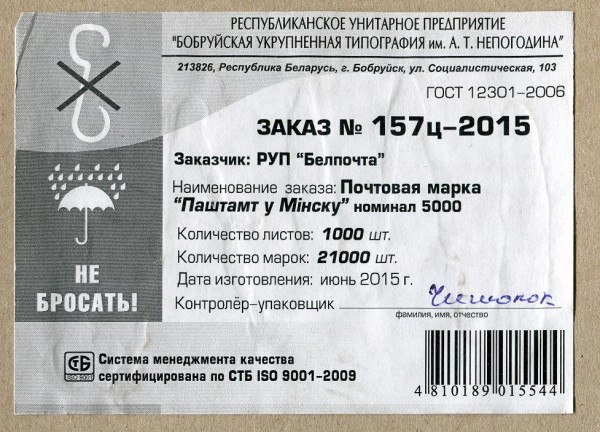 РЕСПУБЛИКАНСКОЕ УНИТАРНОЕ ПРЕДПРИЯТИЕ
"БОБРУЙСКАЯ УКРУПНЕННАЯ ТИПОГРАФИЯ им. А. Т. НЕПОГОДИНА"
213826, Республика Беларусь, г. Бобруйск, ул. Социалистическая, 103
ГОСТ 12301-2006
ЗАКАЗ № 157ц-2015
Заказчик: РУП "Белпочта"
Наименование заказа: Почтовая марка
"Паштамт у Мінску" номинал 5000
Количество листов: 1000 шт.
Количество марок: 21000 шт.
Дата изготовления: июнь 2015 г.
Контролёр-упаковщик
фамилия, имя, отчество
НЕ
БРОСАТЬ!
СТБ
ISO 9001
Система менеджмента качества
сертифицирована по СТБ ISO 9001-2009
4 810189 015544